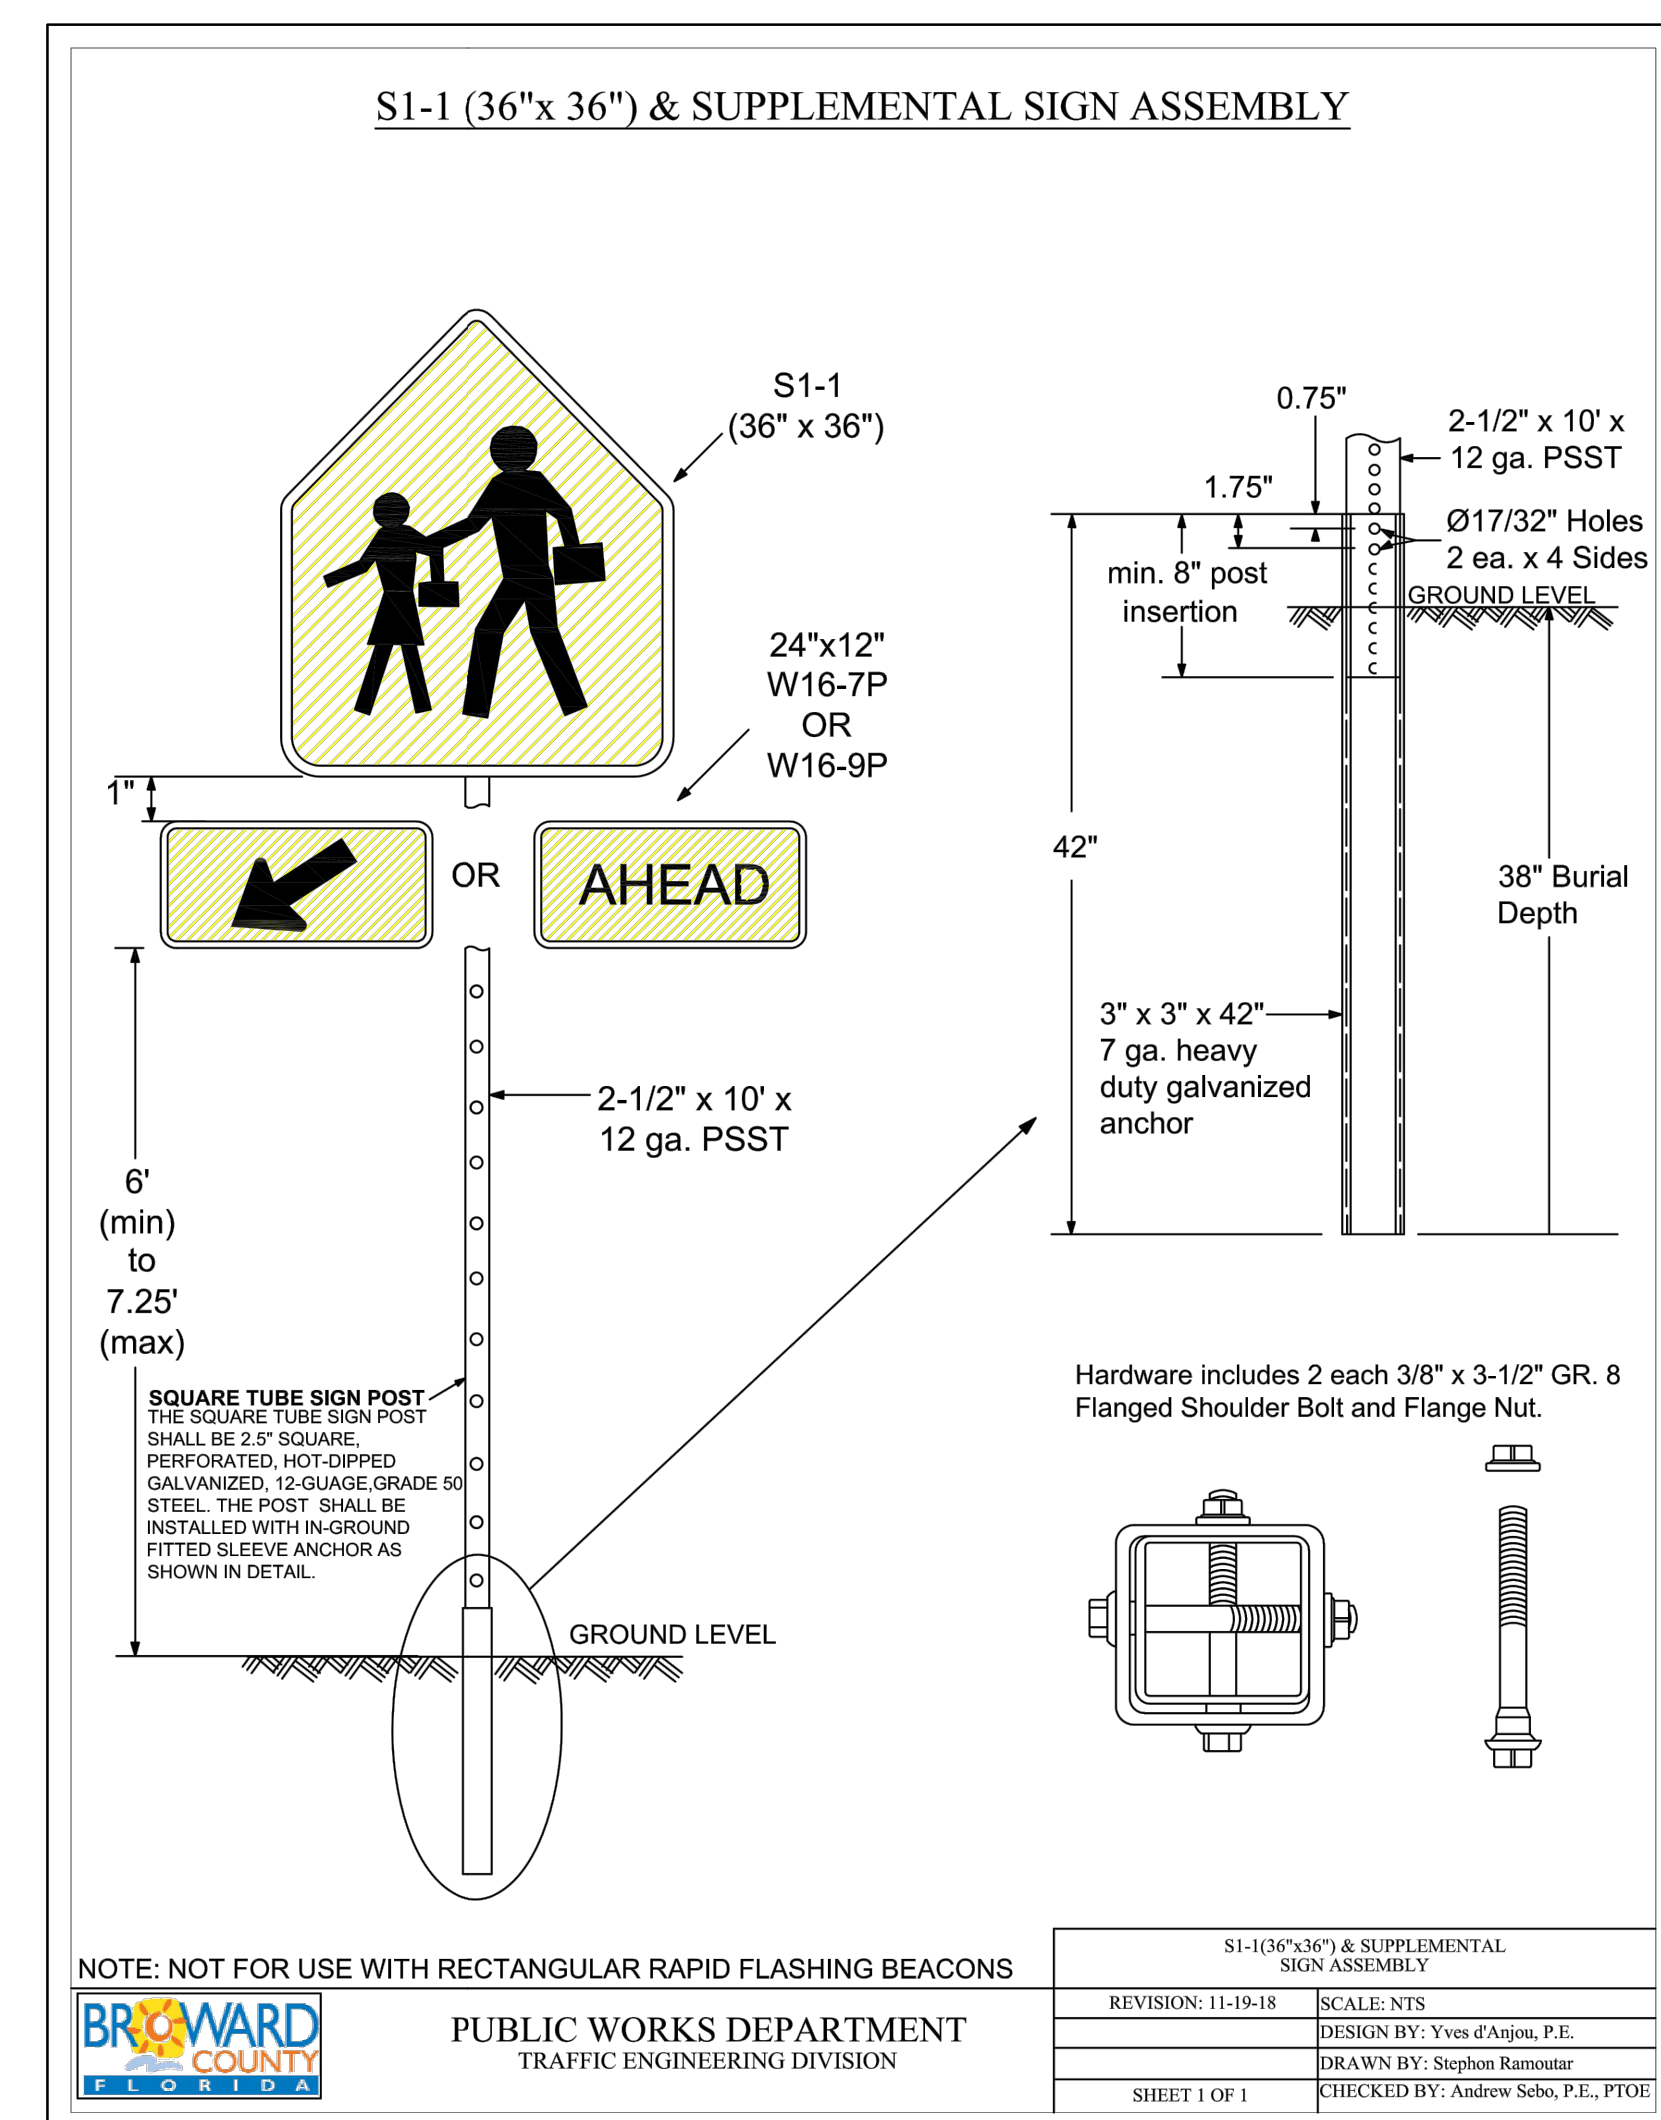 S1-1 (36"x 36") & SUPPLEMENTAL SIGN ASSEMBLY
S1-1
(36" x 36")
24"x12"
W16-7P
OR
W16-9P
1"
OR
AHEAD
6'
(min)
to
7.25'
(max)
2-1/2" x 10' x
12 ga. PSST
SQUARE TUBE SIGN POST
THE SQUARE TUBE SIGN POST
SHALL BE 2.5" SQUARE,
PERFORATED, HOT-DIPPED
GALVANIZED, 12-GUAGE,GRADE 50
STEEL. THE POST SHALL BE
INSTALLED WITH IN-GROUND
FITTED SLEEVE ANCHOR AS
SHOWN IN DETAIL.
GROUND LEVEL
0.75"
2-1/2" x 10' x
12 ga. PSST
1.75"
Ø17/32" Holes
2 ea. x 4 Sides
min. 8" post
insertion
GROUND LEVEL
42"
38" Burial
Depth
3" x 3" x 42"
7 ga. heavy
duty galvanized
anchor
Hardware includes 2 each 3/8" x 3-1/2" GR. 8
Flanged Shoulder Bolt and Flange Nut.
NOTE: NOT FOR USE WITH RECTANGULAR RAPID FLASHING BEACONS
BROWARD
COUNTY
FLORIDA
PUBLIC WORKS DEPARTMENT
TRAFFIC ENGINEERING DIVISION
S1-1(36"x36") & SUPPLEMENTAL
SIGN ASSEMBLY
REVISION: 11-19-18
SCALE: NTS
DESIGN BY: Yves d'Anjou, P.E.
DRAWN BY: Stephon Ramoutar
SHEET 1 OF 1
CHECKED BY: Andrew Sebo, P.E., PTOE